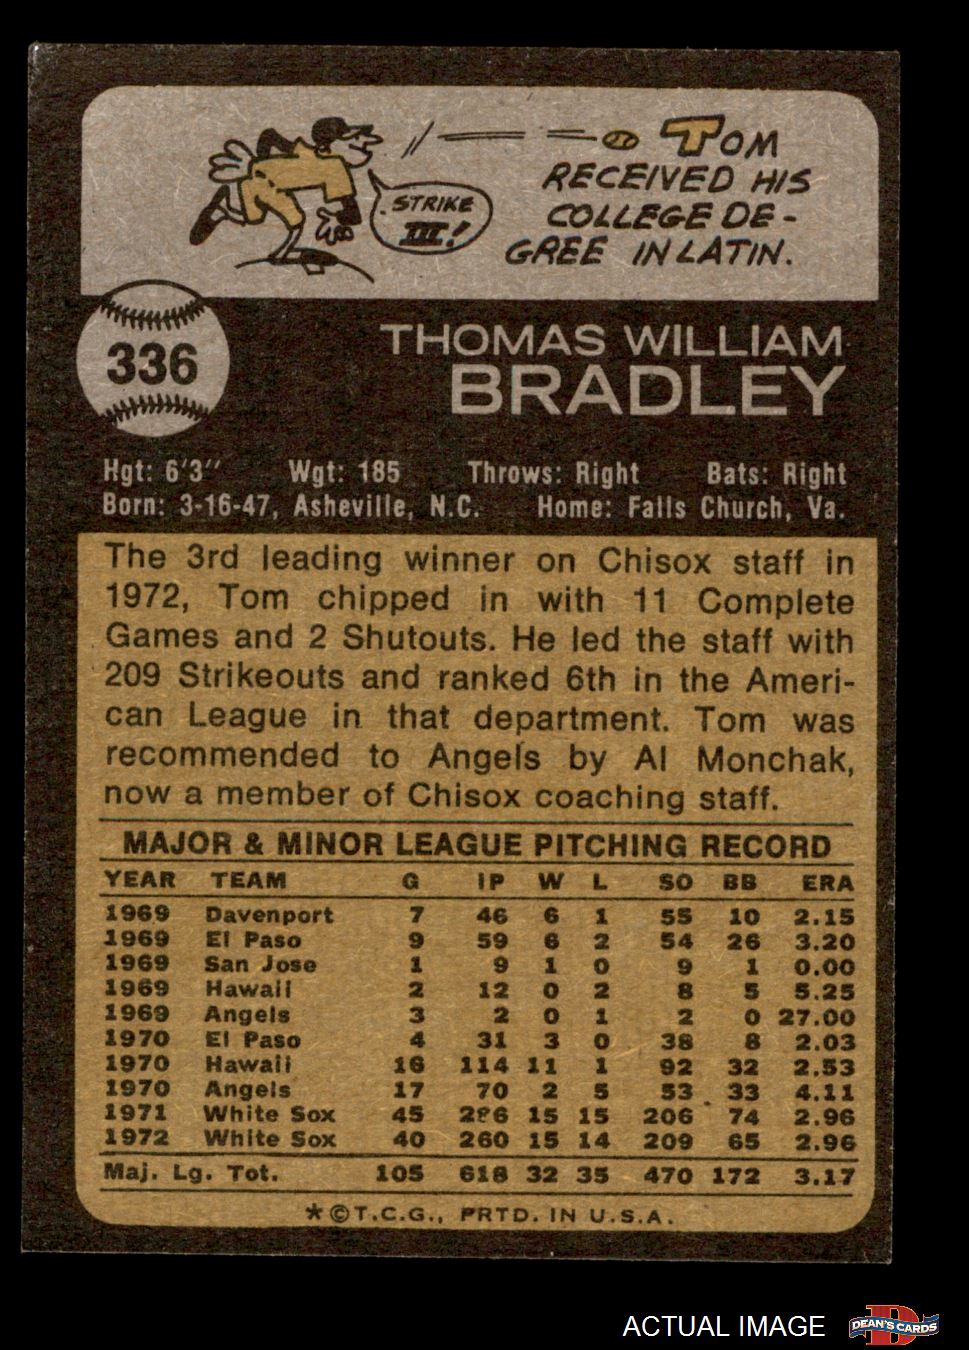 TOM
RECEIVED HIS
COLLEGE DE-
GREE IN LATIN.
STRIKE
III!
336
THOMAS WILLIAM
BRADLEY
Hgt: 6'3" Wgt: 185 Throws: Right Bats: Right
Born: 3-16-47, Asheville, N.C. Home: Falls Church, Va.
The 3rd leading winner on Chisox staff in
1972, Tom chipped in with 11 Complete
Games and 2 Shutouts. He led the staff with
209 Strikeouts and ranked 6th in the Ameri-
can League in that department. Tom was
recommended to Angels by Al Monchak,
now a member of Chisox coaching staff.
MAJOR & MINOR LEAGUE PITCHING RECORD
YEAR TEAM G IP W L SO BB ERA
1969 Davenport 7 46 6 1 55 10 2.15
1969 El Paso 9 59 6 2 54 26 3.20
1969 San Jose 1 9 1 0 9 1 0.00
1969 Hawaii 2 12 0 2 8 5 5.25
1969 Angels 3 2 0 1 2 0 27.00
1970 El Paso 4 31 3 0 38 8 2.03
1970 Hawaii 16 114 11 1 92 32 2.53
1970 Angels 17 70 2 5 53 33 4.11
1971 White Sox 45 286 15 15 206 74 2.96
1972 White Sox 40 260 15 14 209 65 2.96
Maj. Lg. Tot. 105 618 32 35 470 172 3.17
*©T.C.G., PRTD. IN U.S.A.
ACTUAL IMAGE
D
DEAN'S CARDS